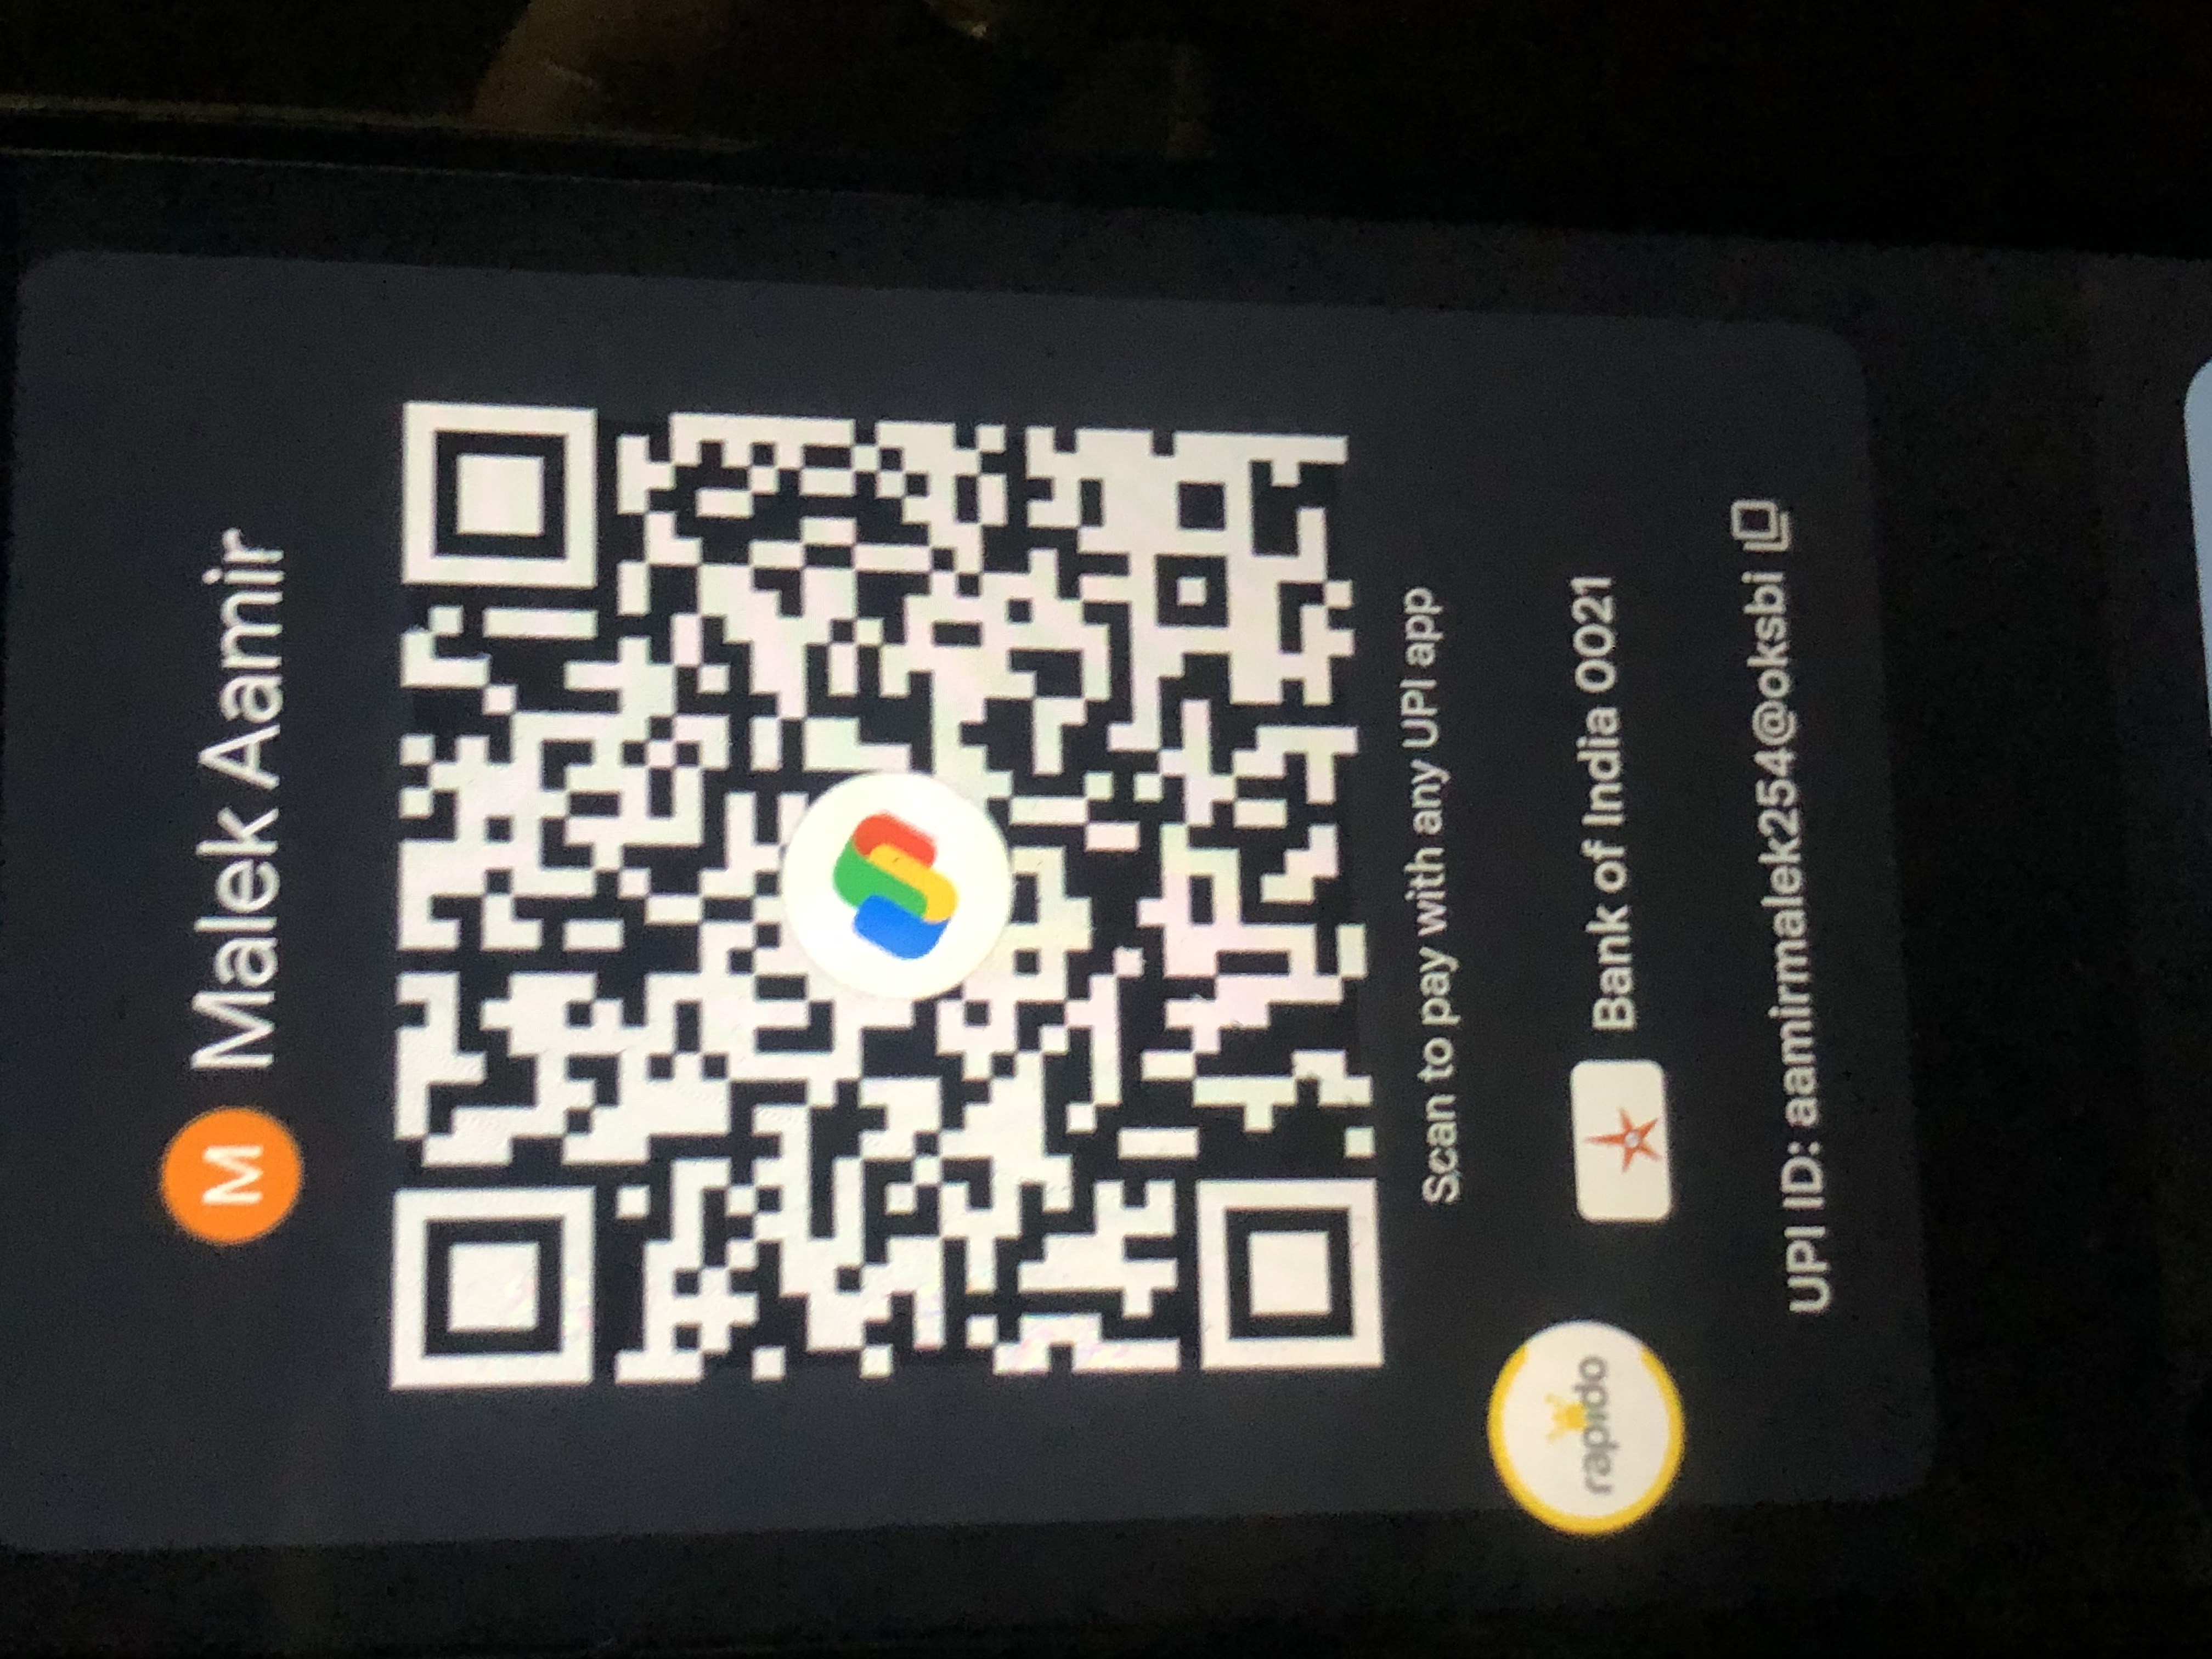 M Malek Aamir
Scan to pay with any UPI app
rapido
Bank of India 0021
UPI ID: aamirmalek254@oksbi